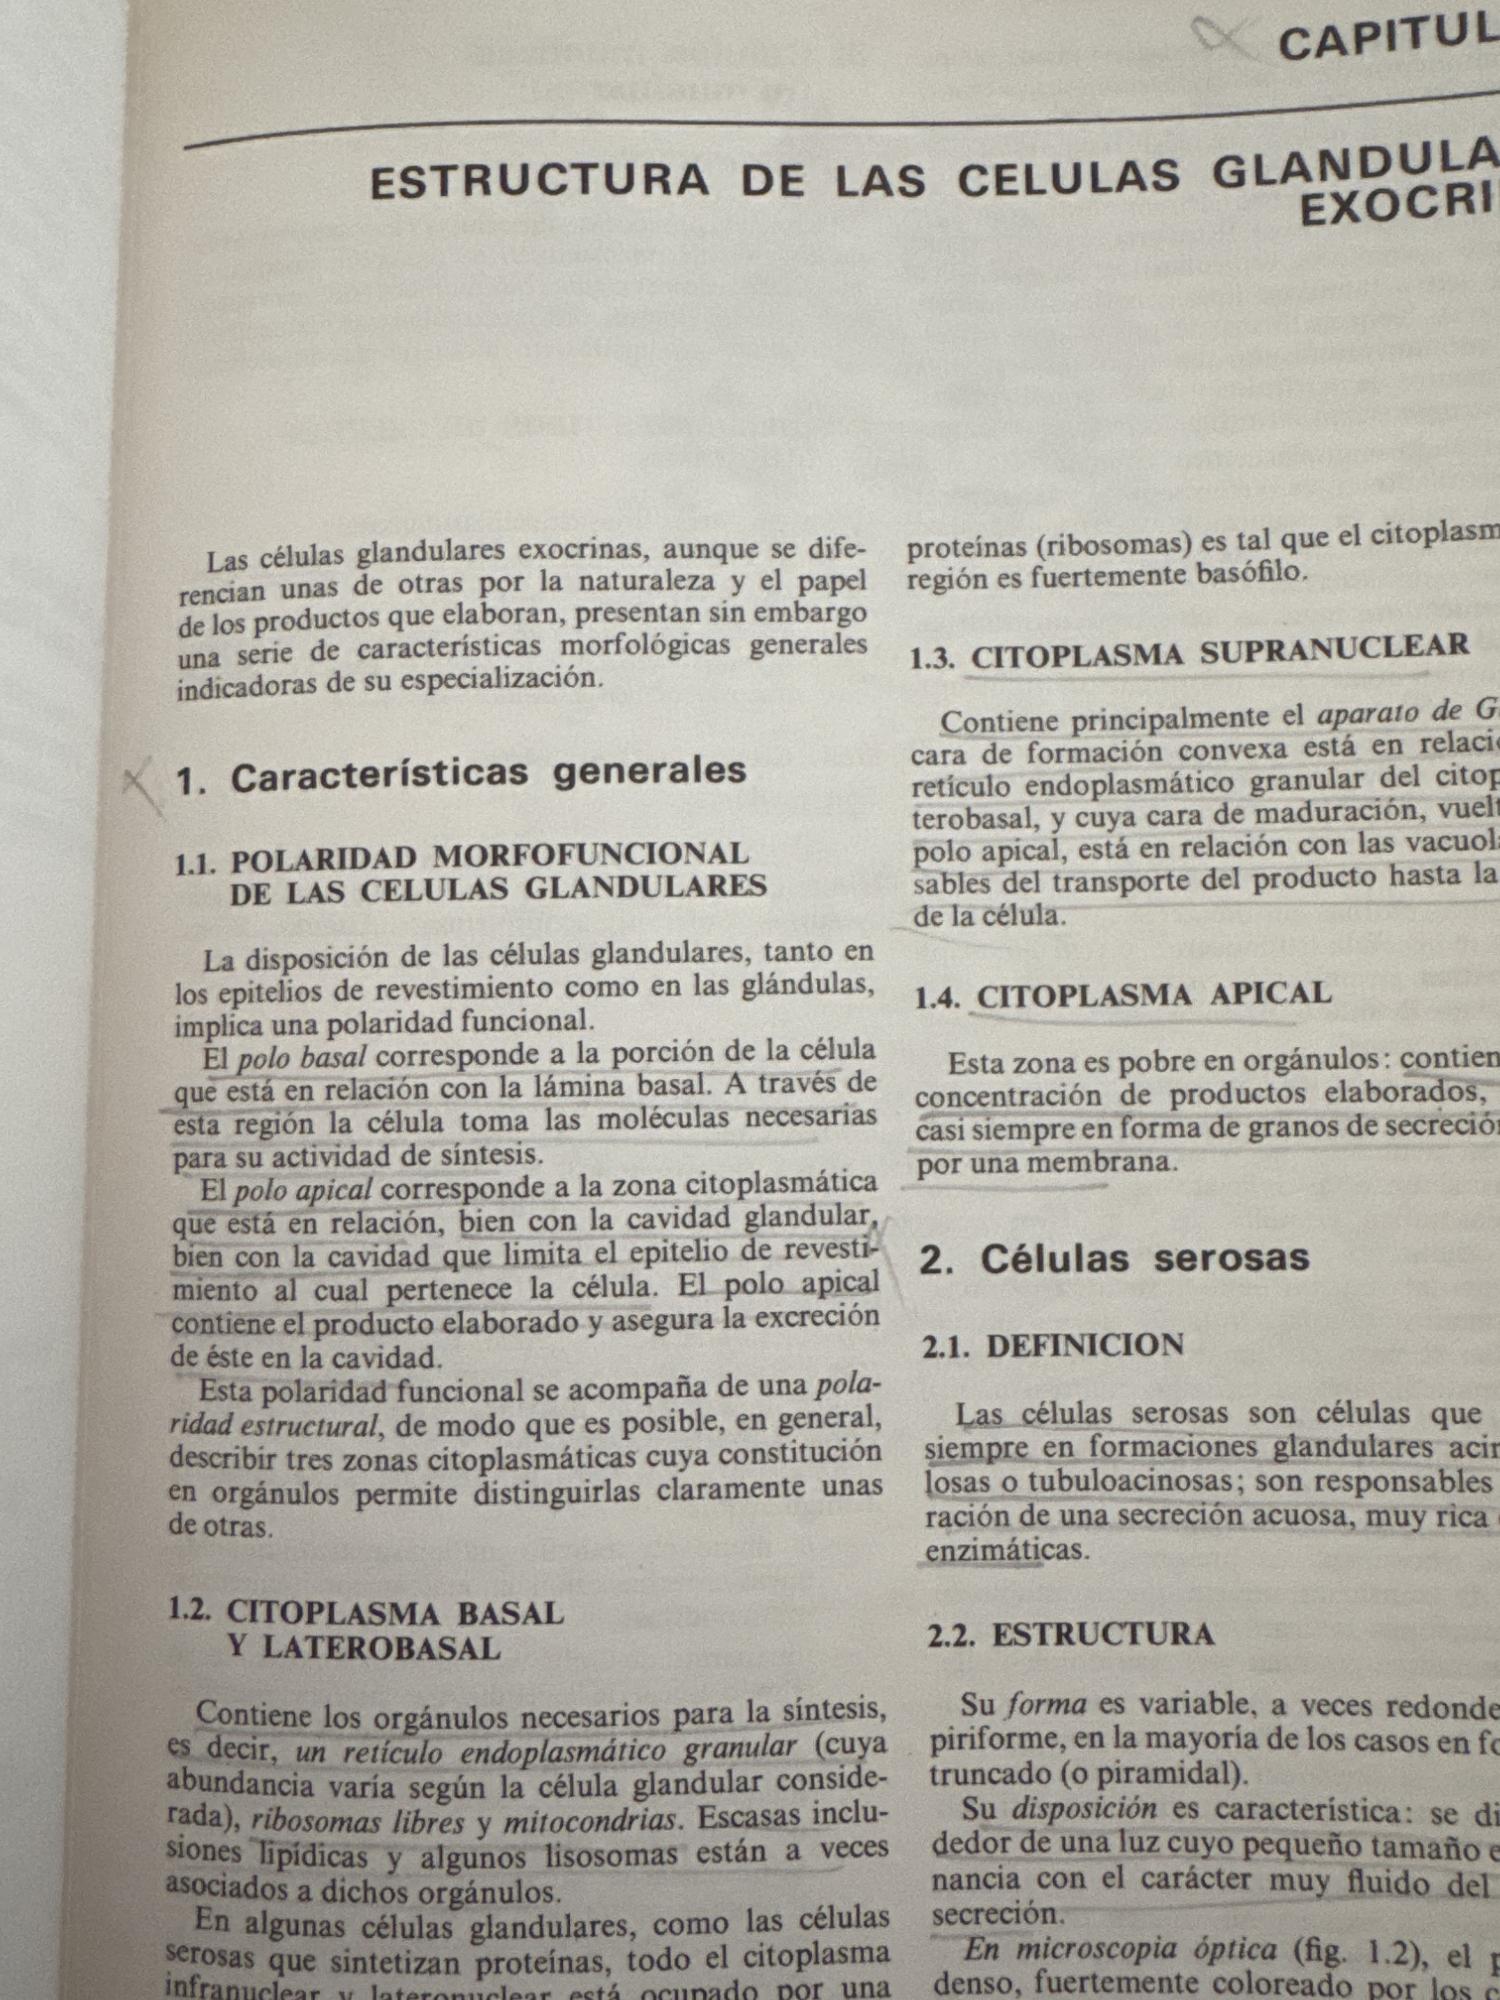 CAPITUL
ESTRUCTURA DE LAS CELULAS GLANDULA
EXOCRI
Las células glandulares exocrinas, aunque se dife-
rencian unas de otras por la naturaleza y el papel
de los productos que elaboran, presentan sin embargo
una serie de características morfológicas generales
indicadoras de su especialización.
1. Características generales
1.1. POLARIDAD MORFOFUNCIONAL
DE LAS CELULAS GLANDULARES
La disposición de las células glandulares, tanto en
los epitelios de revestimiento como en las glándulas,
implica una polaridad funcional.
El polo basal corresponde a la porción de la célula
que está en relación con la lámina basal. A través de
esta región la célula toma las moléculas necesarias
para su actividad de síntesis.
El polo apical corresponde a la zona citoplasmática
que está en relación, bien con la cavidad glandular,
bien con la cavidad que limita el epitelio de revesti-
miento al cual pertenece la célula. El polo apical
contiene el producto elaborado y asegura la excreción
de éste en la cavidad.
Esta polaridad funcional se acompaña de una pola-
ridad estructural, de modo que es posible, en general,
describir tres zonas citoplasmáticas cuya constitución
en orgánulos permite distinguirlas claramente unas
de otras.
1.2. CITOPLASMA BASAL
Y LATEROBASAL
Contiene los orgánulos necesarios para la síntesis,
es decir, un retículo endoplasmático granular (cuya
abundancia varía según la célula glandular conside-
rada), ribosomas libres y mitocondrias. Escasas inclu-
siones lipídicas y algunos lisosomas están a veces
asociados a dichos orgánulos.
En algunas células glandulares, como las células
serosas que sintetizan proteínas, todo el citoplasma
infranuclear y lateronuclear está ocupado por una
proteínas (ribosomas) es tal que el citoplasm
región es fuertemente basófilo.
1.3. CITOPLASMA SUPRANUCLEAR
Contiene principalmente el aparato de G
cara de formación convexa está en relaci
retículo endoplasmático granular del citop
terobasal, y cuya cara de maduración, vuelt
polo apical, está en relación con las vacuol
sables del transporte del producto hasta la
de la célula.
1.4. CITOPLASMA APICAL
Esta zona es pobre en orgánulos: contien
concentración de productos elaborados,
casi siempre en forma de granos de secreció
por una membrana.
2. Células serosas
2.1. DEFINICION
Las células serosas son células que
siempre en formaciones glandulares acin
losas o tubuloacinosas; son responsables
ración de una secreción acuosa, muy rica
enzimáticas.
2.2. ESTRUCTURA
Su forma es variable, a veces redonde
piriforme, en la mayoría de los casos en fo
truncado (o piramidal).
Su disposición es característica: se di
dedor de una luz cuyo pequeño tamaño e
nancia con el carácter muy fluido del
secreción.
En microscopia óptica (fig. 1.2), el p
denso, fuertemente coloreado por los c